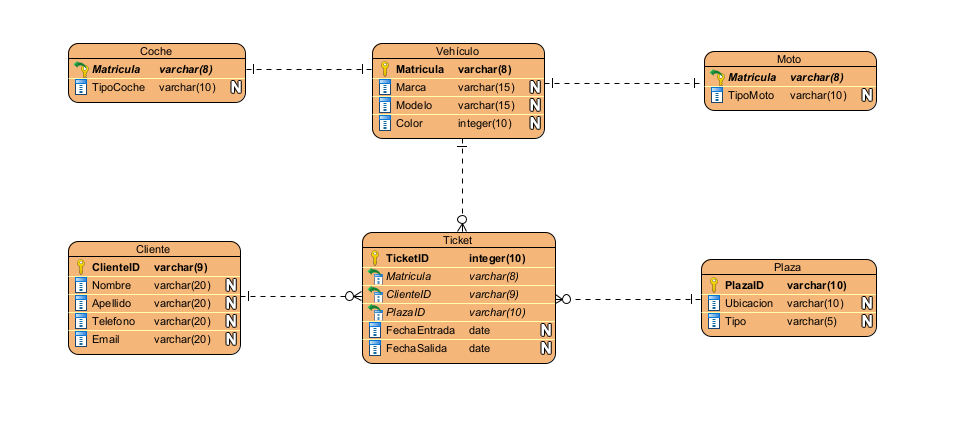 Coche
Matricula varchar(8)
TipoCoche varchar(10) N
Vehículo
Matricula varchar(8)
Marca varchar(15) N
Modelo varchar(15) N
Color integer(10) N
Moto
Matricula varchar(8)
TipoMoto varchar(10) N
Cliente
ClienteID varchar(9)
Nombre varchar(20) N
Apellido varchar(20) N
Telefono varchar(20) N
Email varchar(20) N
Ticket
TicketID integer(10)
Matricula varchar(8)
ClienteID varchar(9)
PlazaID varchar(10)
FechaEntrada date N
FechaSalida date N
Plaza
PlazaID varchar(10)
Ubicacion varchar(10) N
Tipo varchar(5) N